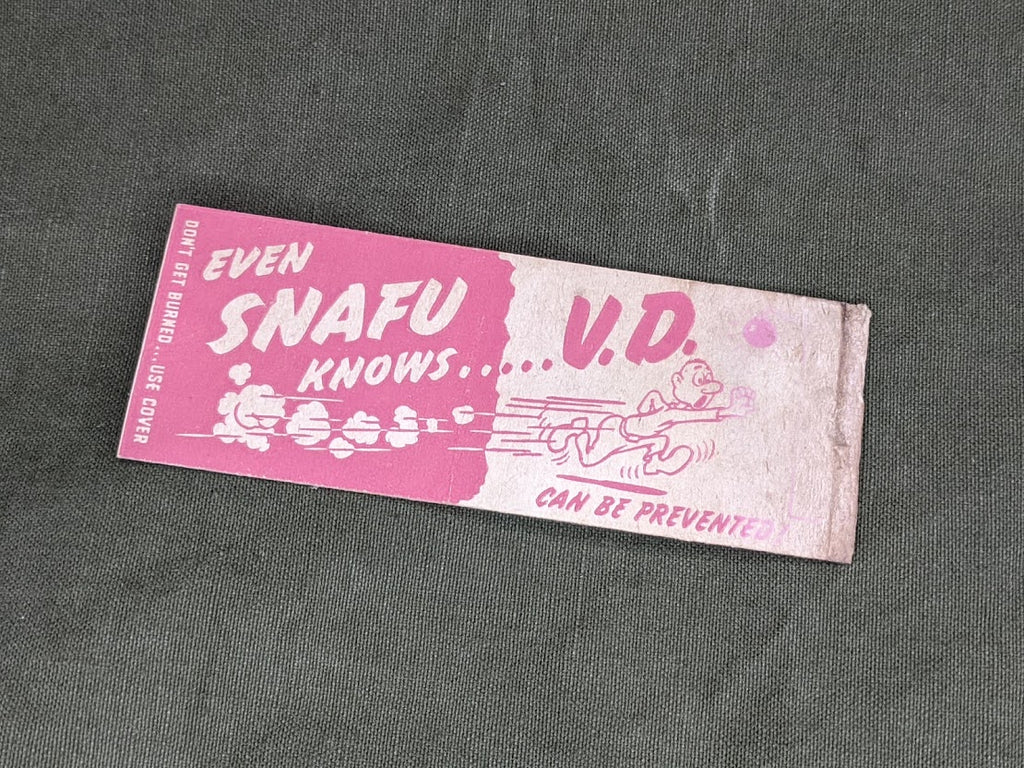 DON'T GET BURNED....USE COVER
EVEN
SNAFU
KNOWS.....V.D.
CAN BE PREVENTED!